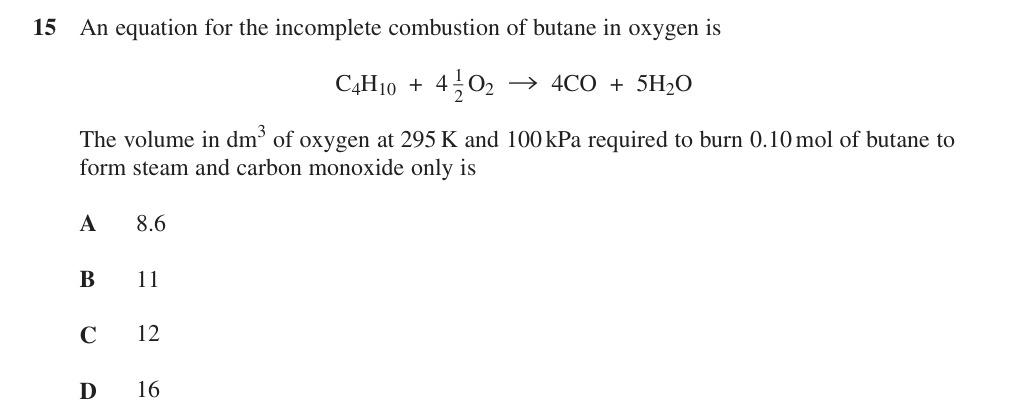 15 An equation for the incomplete combustion of butane in oxygen is
C₄H₁₀ + 4½O₂ ⟶ 4CO + 5H₂O
The volume in dm³ of oxygen at 295 K and 100 kPa required to burn 0.10 mol of butane to
form steam and carbon monoxide only is
A 8.6
B 11
C 12
D 16